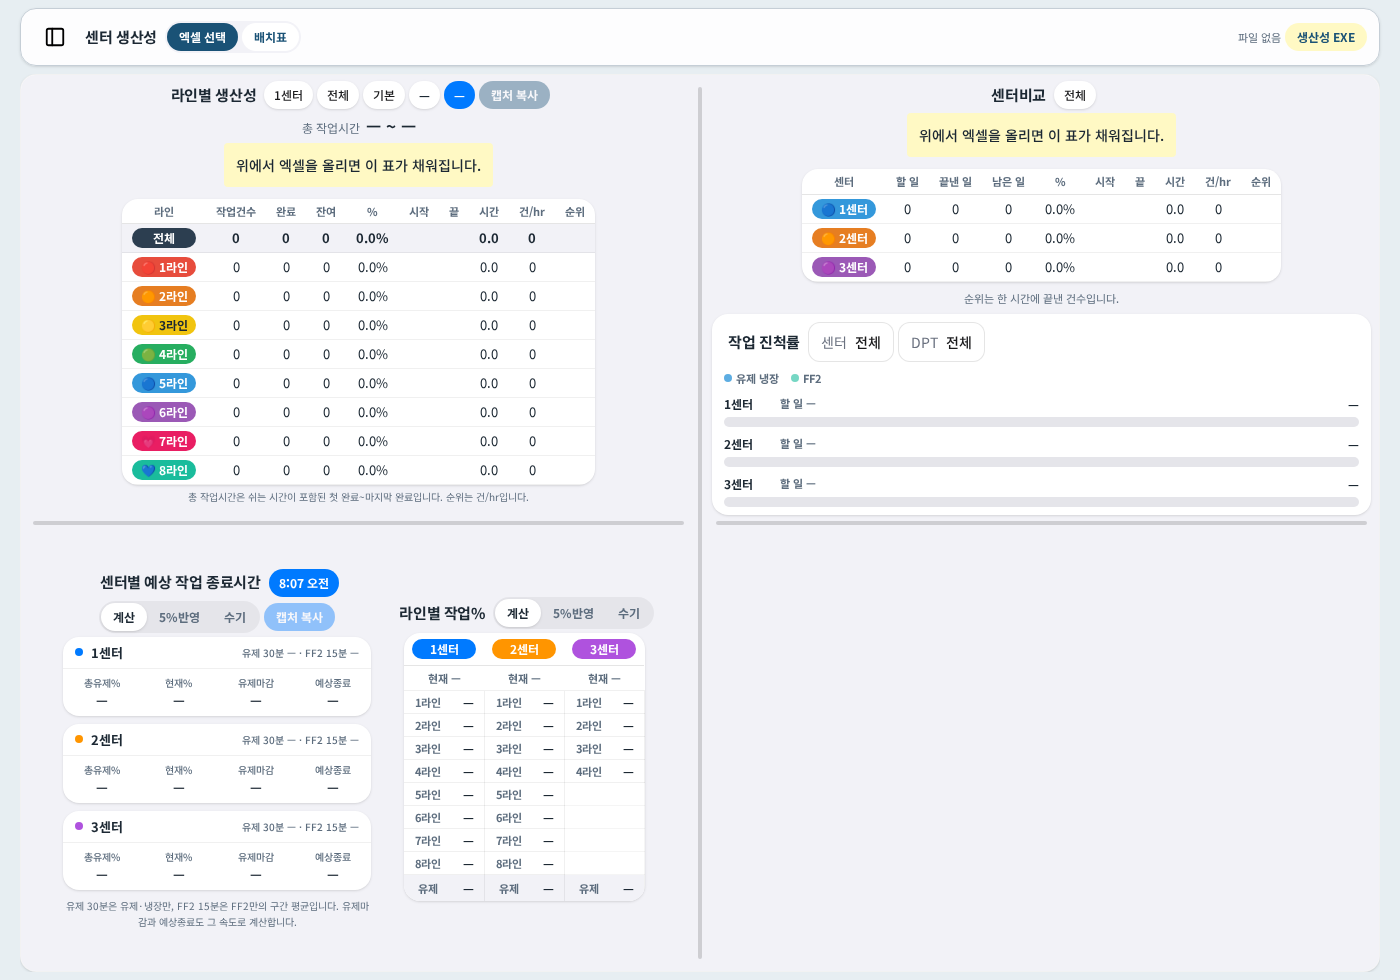 센터 생산성 엑셀 선택 배치표 파일 없음 생산성 EXE
라인별 생산성 1센터 전체 기본 — — 캡처 복사
총 작업시간 — ~ —
위에서 엑셀을 올리면 이 표가 채워집니다.
라인 작업건수 완료 잔여 % 시작 끝 시간 건/hr 순위
전체 0 0 0 0.0% 0.0 0
1라인 0 0 0 0.0% 0.0 0
2라인 0 0 0 0.0% 0.0 0
3라인 0 0 0 0.0% 0.0 0
4라인 0 0 0 0.0% 0.0 0
5라인 0 0 0 0.0% 0.0 0
6라인 0 0 0 0.0% 0.0 0
7라인 0 0 0 0.0% 0.0 0
8라인 0 0 0 0.0% 0.0 0
총 작업시간은 쉬는 시간이 포함된 첫 완료~마지막 완료입니다. 순위는 건/hr입니다.
센터비교 전체
위에서 엑셀을 올리면 이 표가 채워집니다.
센터 할 일 끝낸 일 남은 일 % 시작 끝 시간 건/hr 순위
1센터 0 0 0 0.0% 0.0 0
2센터 0 0 0 0.0% 0.0 0
3센터 0 0 0 0.0% 0.0 0
순위는 한 시간에 끝낸 건수입니다.
작업 진척률 센터 전체 DPT 전체
유제 냉장 FF2
1센터 할 일 — —
2센터 할 일 — —
3센터 할 일 — —
센터별 예상 작업 종료시간 8:07 오전
계산 5%반영 수기 캡처 복사
1센터 유제 30분 — · FF2 15분 —
총유제% 현재% 유제마감 예상종료
— — — —
2센터 유제 30분 — · FF2 15분 —
총유제% 현재% 유제마감 예상종료
— — — —
3센터 유제 30분 — · FF2 15분 —
총유제% 현재% 유제마감 예상종료
— — — —
유제 30분은 유제·냉장만, FF2 15분은 FF2만의 구간 평균입니다. 유제마
감과 예상종료도 그 속도로 계산합니다.
라인별 작업% 계산 5%반영 수기
1센터 2센터 3센터
현재 — 현재 — 현재 —
1라인 — 1라인 — 1라인 —
2라인 — 2라인 — 2라인 —
3라인 — 3라인 — 3라인 —
4라인 — 4라인 — 4라인 —
5라인 — 5라인 —
6라인 — 6라인 —
7라인 — 7라인 —
8라인 — 8라인 —
유제 — 유제 — 유제 —